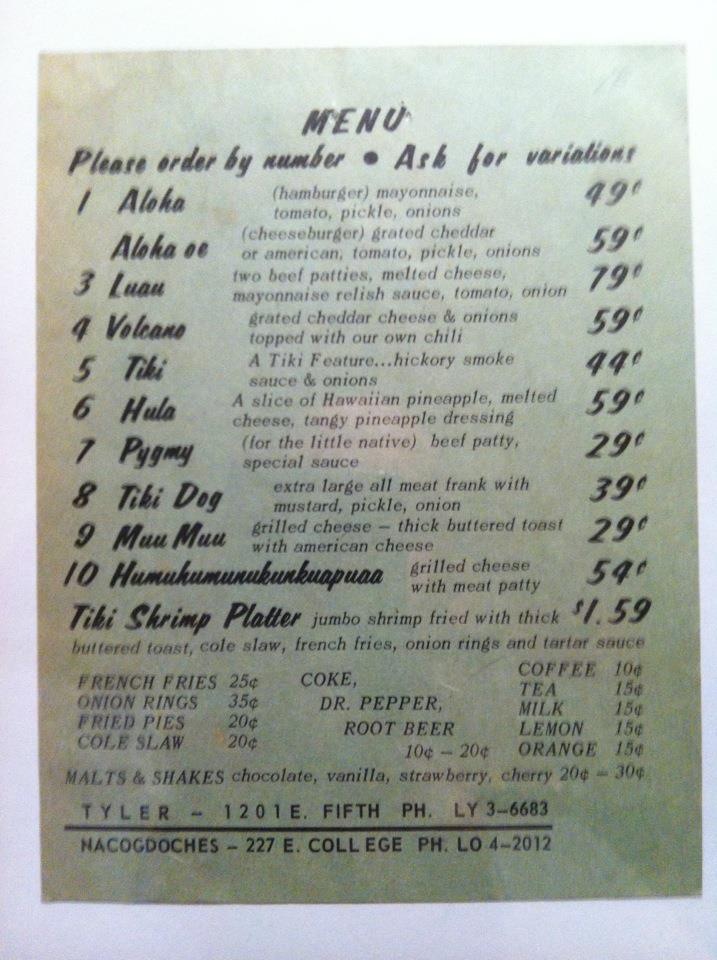 MENU
Please order by number • Ask for variations
1 Aloha (hamburger) mayonnaise, tomato, pickle, onions 49¢
Aloha oe (cheeseburger) grated cheddar or american, tomato, pickle, onions 59¢
3 Luau two beef patties, melted cheese, mayonnaise relish sauce, tomato, onion 79¢
4 Volcano grated cheddar cheese & onions topped with our own chili 59¢
5 Tiki A Tiki Feature...hickory smoke sauce & onions 44¢
6 Hula A slice of Hawaiian pineapple, melted cheese, tangy pineapple dressing 59¢
7 Pygmy (for the little native) beef patty, special sauce 29¢
8 Tiki Dog extra large all meat frank with mustard, pickle, onion 39¢
9 Muu Muu grilled cheese — thick buttered toast with american cheese 29¢
10 Humuhumunukunkuapuaa grilled cheese with meat patty 54¢
Tiki Shrimp Platter jumbo shrimp fried with thick $1.59
buttered toast, cole slaw, french fries, onion rings and tartar sauce
FRENCH FRIES 25¢
ONION RINGS 35¢
FRIED PIES 20¢
COLE SLAW 20¢
COKE,
DR. PEPPER,
ROOT BEER
10¢ — 20¢
COFFEE 10¢
TEA 15¢
MILK 15¢
LEMON 15¢
ORANGE 15¢
MALTS & SHAKES chocolate, vanilla, strawberry, cherry 20¢ — 30¢
TYLER — 1201 E. FIFTH PH. LY 3-6683
NACOGDOCHES — 227 E. COLLEGE PH. LO 4-2012